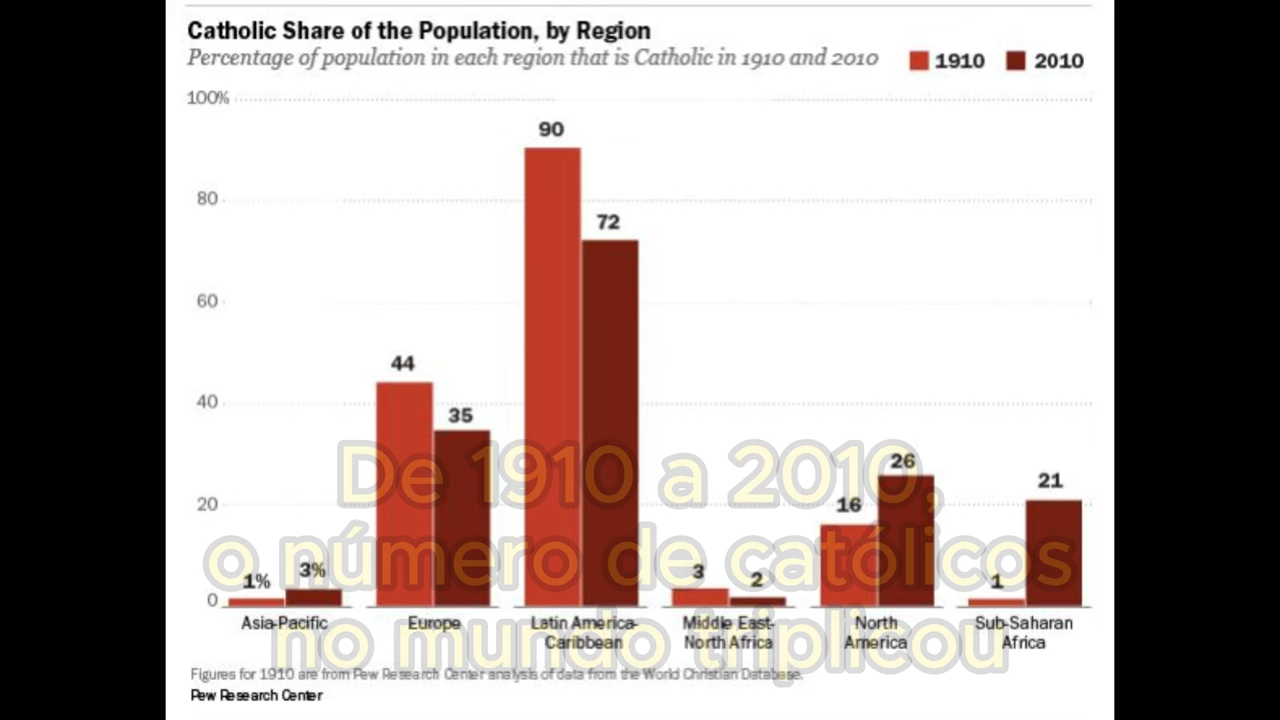 Catholic Share of the Population, by Region
Percentage of population in each region that is Catholic in 1910 and 2010
1910 2010
100%
80
60
40
20
0
1% 3%
44 35
90 72
3 2
16 26
1 21
Asia-Pacific
Europe
Latin America-
Caribbean
Middle East-
North Africa
North
America
Sub-Saharan
Africa
De 1910 a 2010,
o número de católicos
no mundo triplicou
Figures for 1910 are from Pew Research Center analysis of data from the World Christian Database.
Pew Research Center